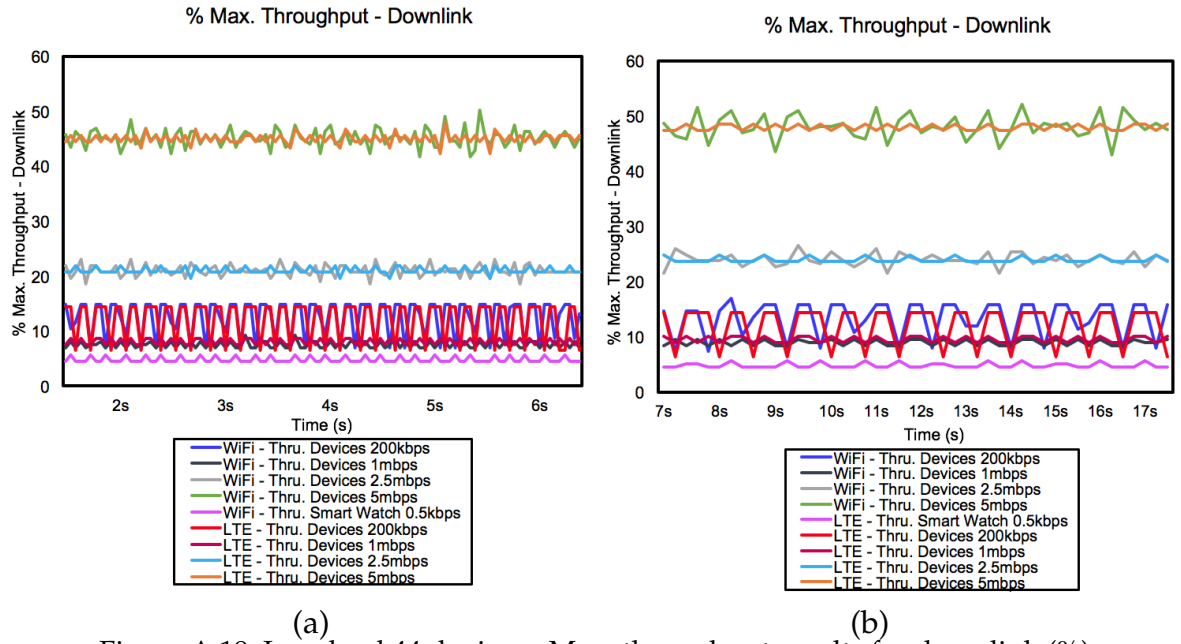 % Max. Throughput - Downlink
% Max. Throughput - Downlink
60
50
40
30
20
10
0
2s 3s 4s 5s 6s
Time (s)
WiFi - Thru. Devices 200kbps
WiFi - Thru. Devices 1mbps
WiFi - Thru. Devices 2.5mbps
WiFi - Thru. Devices 5mbps
WiFi - Thru. Smart Watch 0.5kbps
LTE - Thru. Devices 200kbps
LTE - Thru. Devices 1mbps
LTE - Thru. Devices 2.5mbps
LTE - Thru. Devices 5mbps
(a)
% Max. Throughput - Downlink
% Max. Throughput - Downlink
60
50
40
30
20
10
0
7s 8s 9s 10s 11s 12s 13s 14s 15s 16s 17s
Time (s)
WiFi - Thru. Devices 200kbps
WiFi - Thru. Devices 1mbps
WiFi - Thru. Devices 2.5mbps
WiFi - Thru. Devices 5mbps
LTE - Thru. Smart Watch 0.5kbps
LTE - Thru. Devices 200kbps
LTE - Thru. Devices 1mbps
LTE - Thru. Devices 2.5mbps
LTE - Thru. Devices 5mbps
(b)